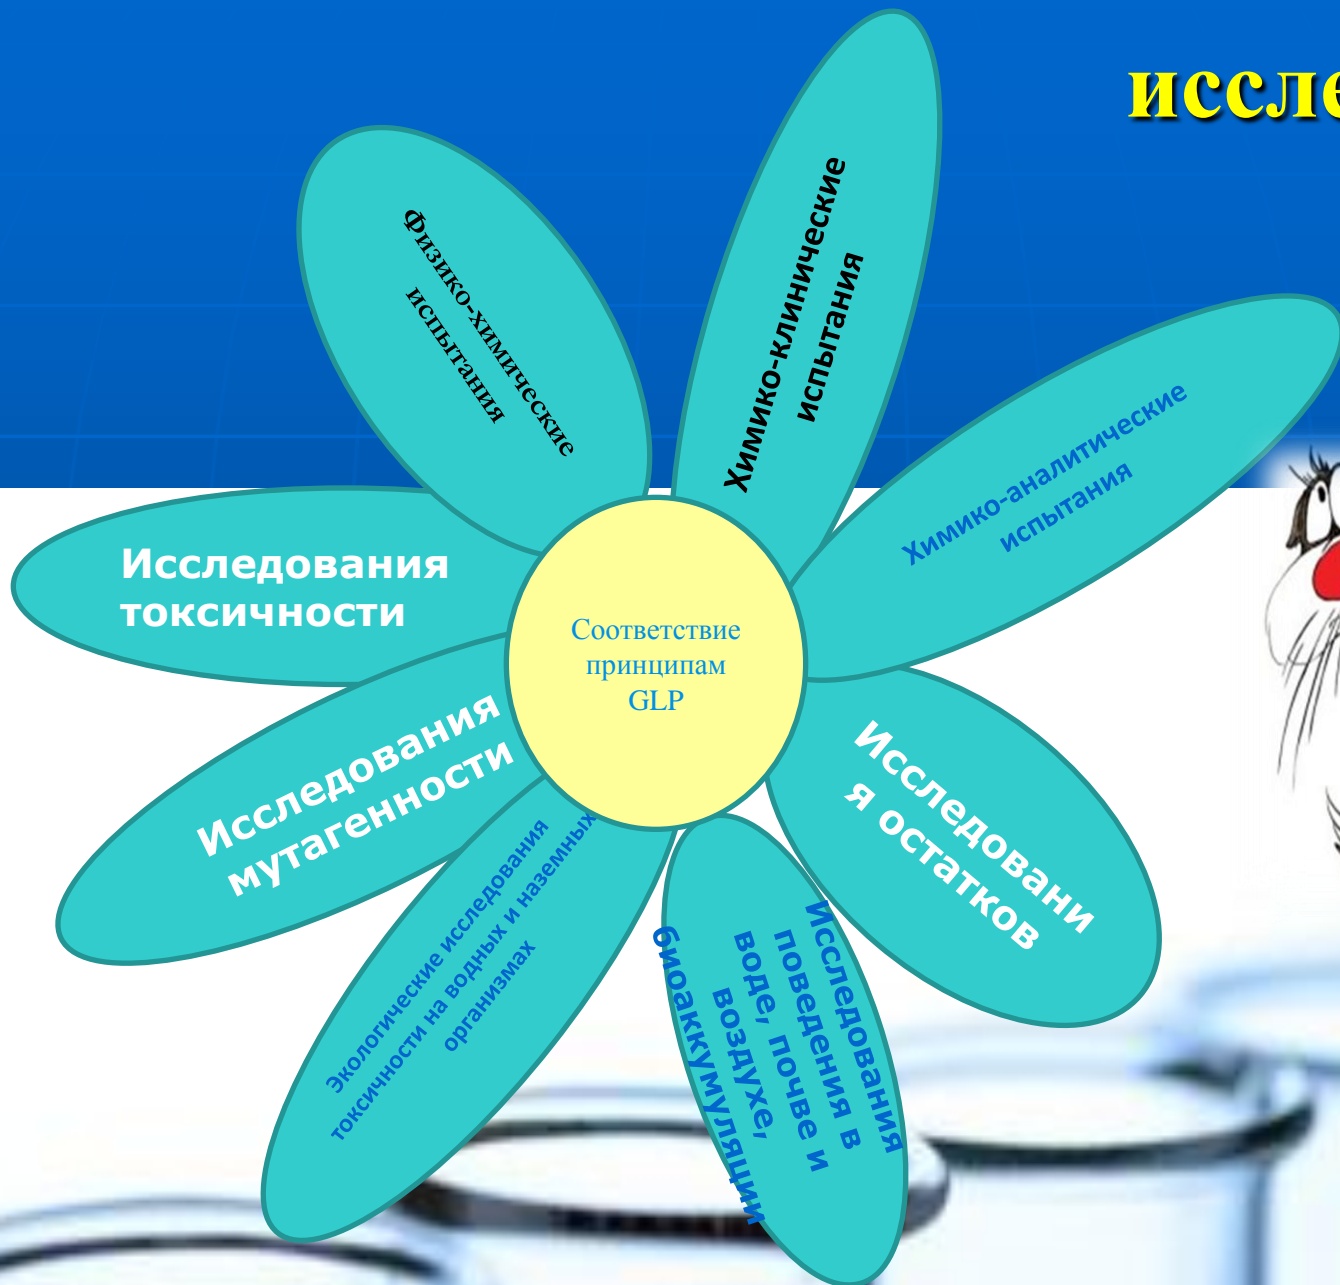 иссле
Физико-химические
испытания
Химико-клинические
испытания
Химико-аналитические
испытания
Исследования
токсичности
Соответствие
принципам
GLP
Исследования
мутагенности
Исследовани
я остатков
Экологические исследования
токсичности на водных и наземных
организмах
Исследования
поведения в
воде, почве и
воздухе,
биоаккумуляции